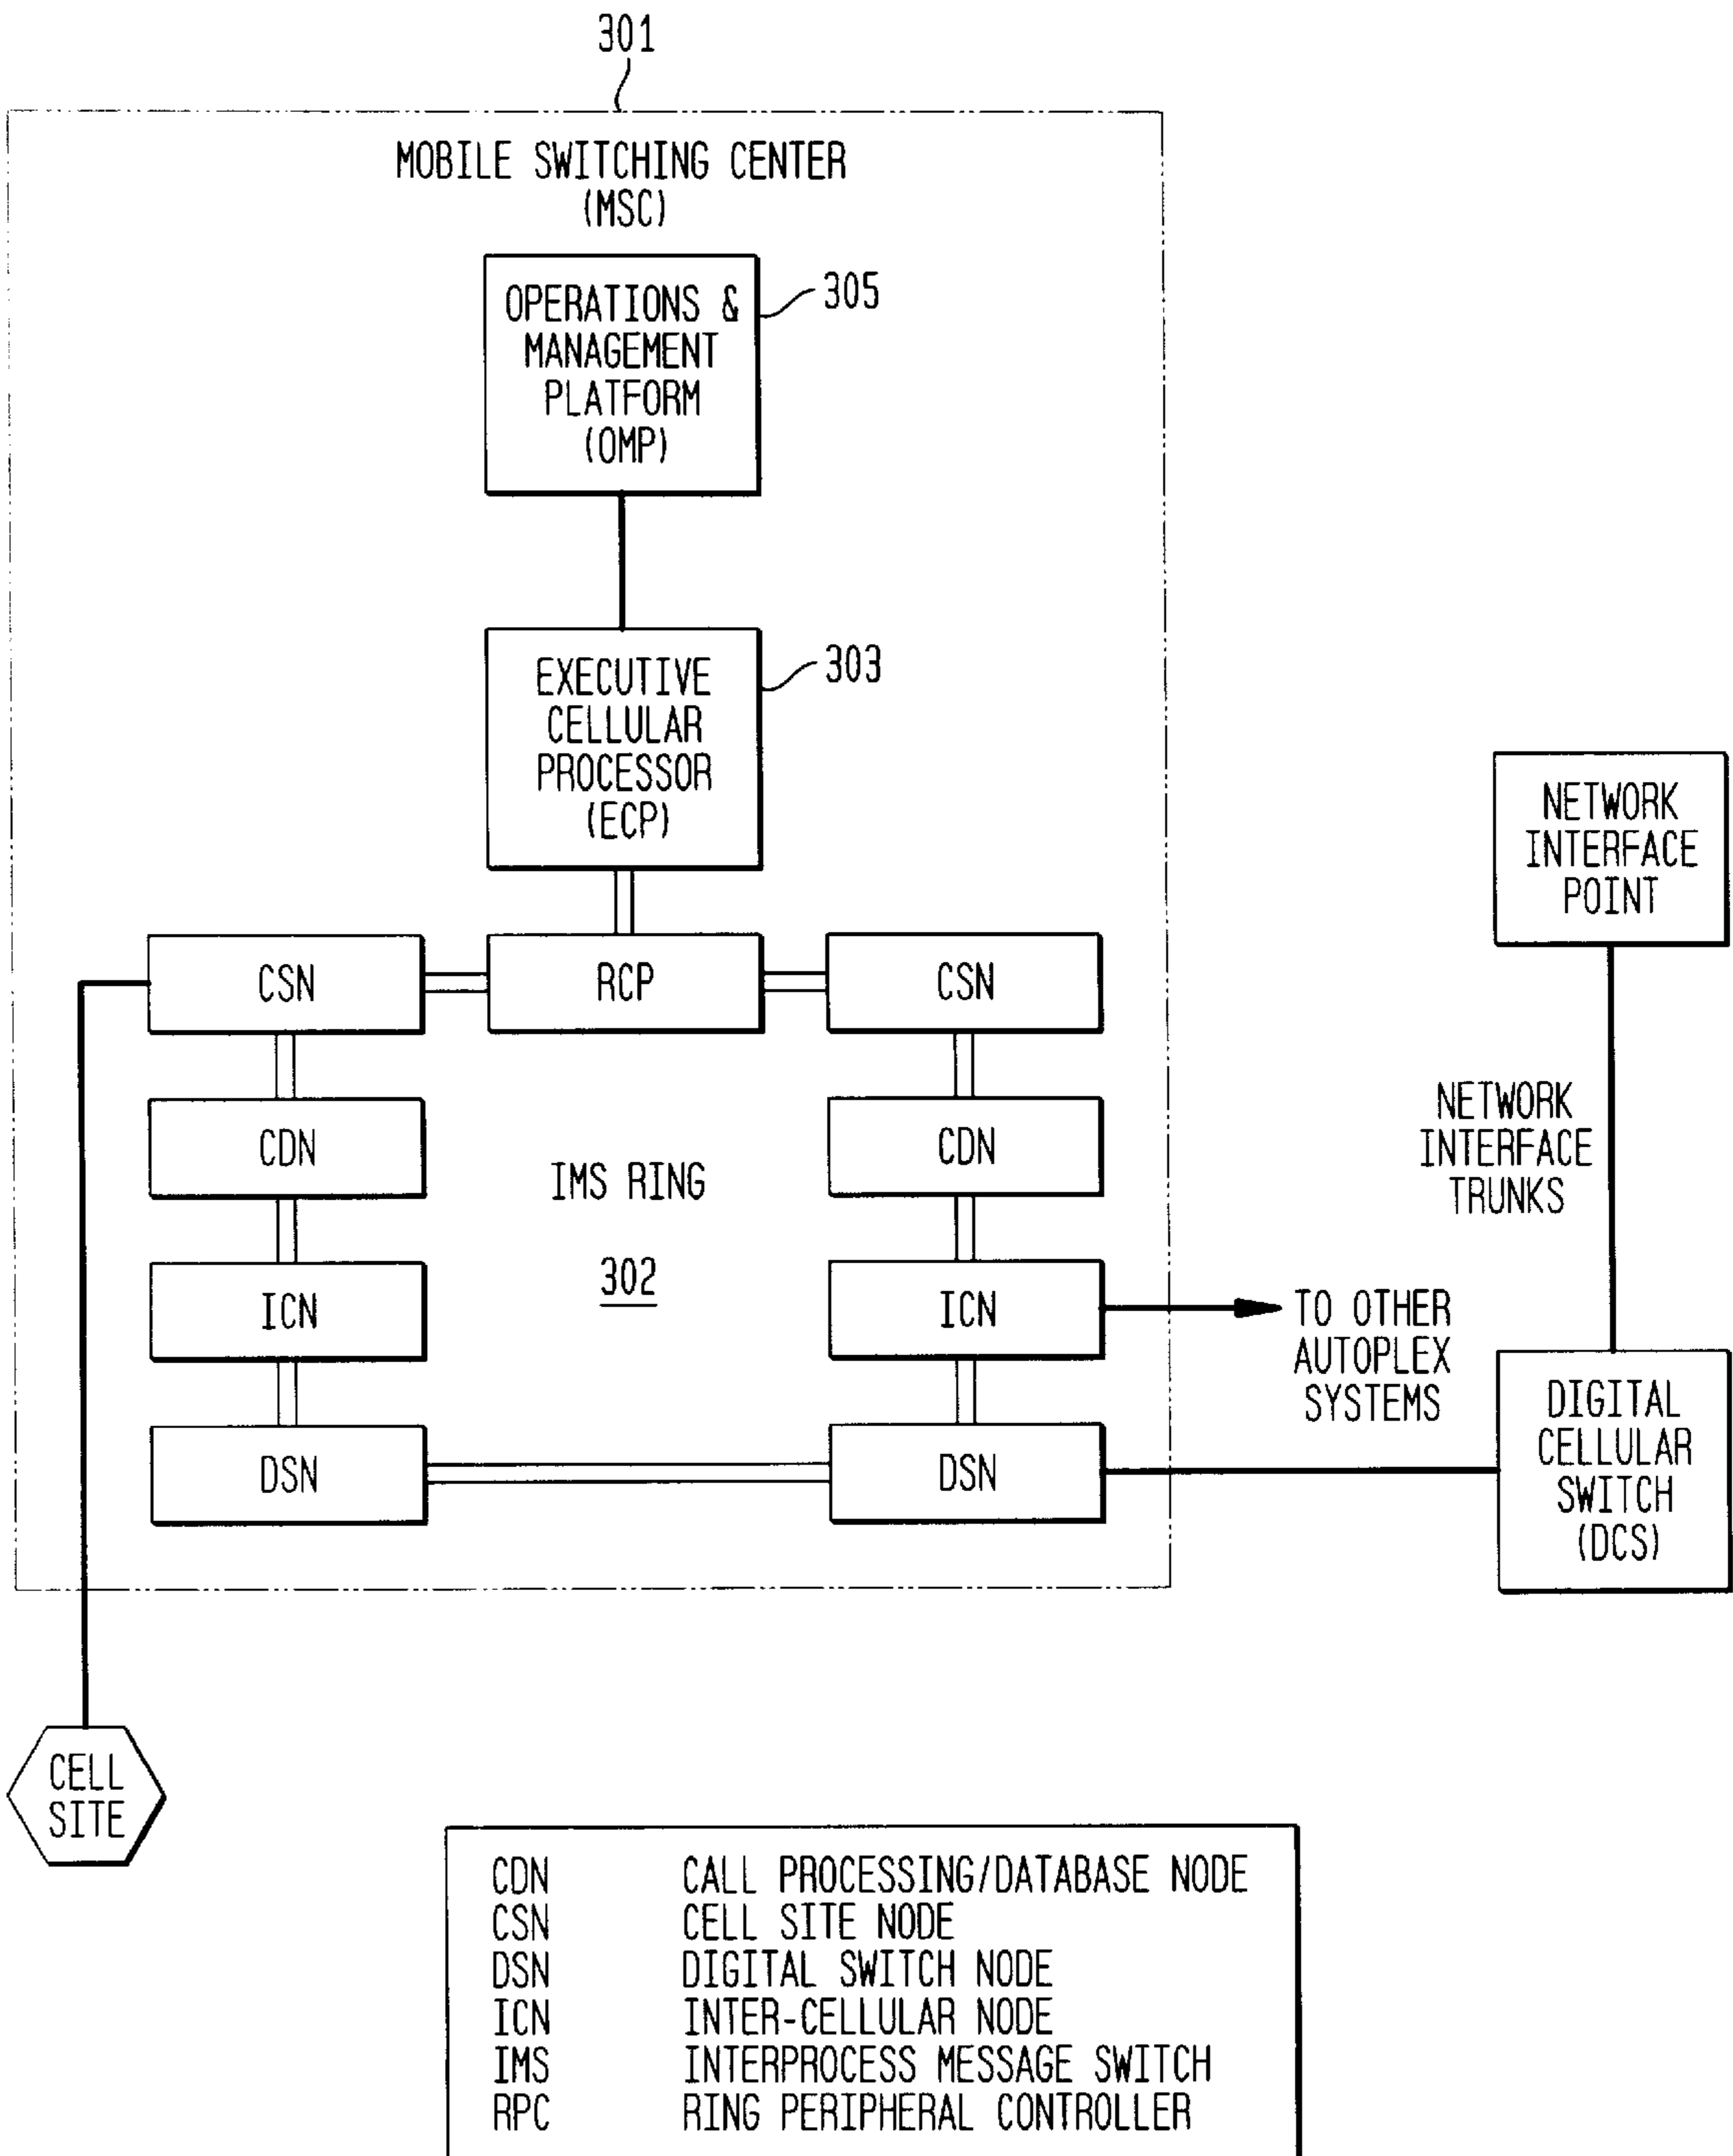 301
MOBILE SWITCHING CENTER
(MSC)
OPERATIONS &
MANAGEMENT
PLATFORM
(OMP)
305
EXECUTIVE
CELLULAR
PROCESSOR
(ECP)
303
NETWORK
INTERFACE
POINT
CSN
RCP
CSN
NETWORK
INTERFACE
TRUNKS
CDN
IMS RING
CDN
302
ICN
ICN
TO OTHER
AUTOPLEX
SYSTEMS
DSN
DSN
DIGITAL
CELLULAR
SWITCH
(DCS)
CELL
SITE
CDN CALL PROCESSING/DATABASE NODE
CSN CELL SITE NODE
DSN DIGITAL SWITCH NODE
ICN INTER-CELLULAR NODE
IMS INTERPROCESS MESSAGE SWITCH
RPC RING PERIPHERAL CONTROLLER